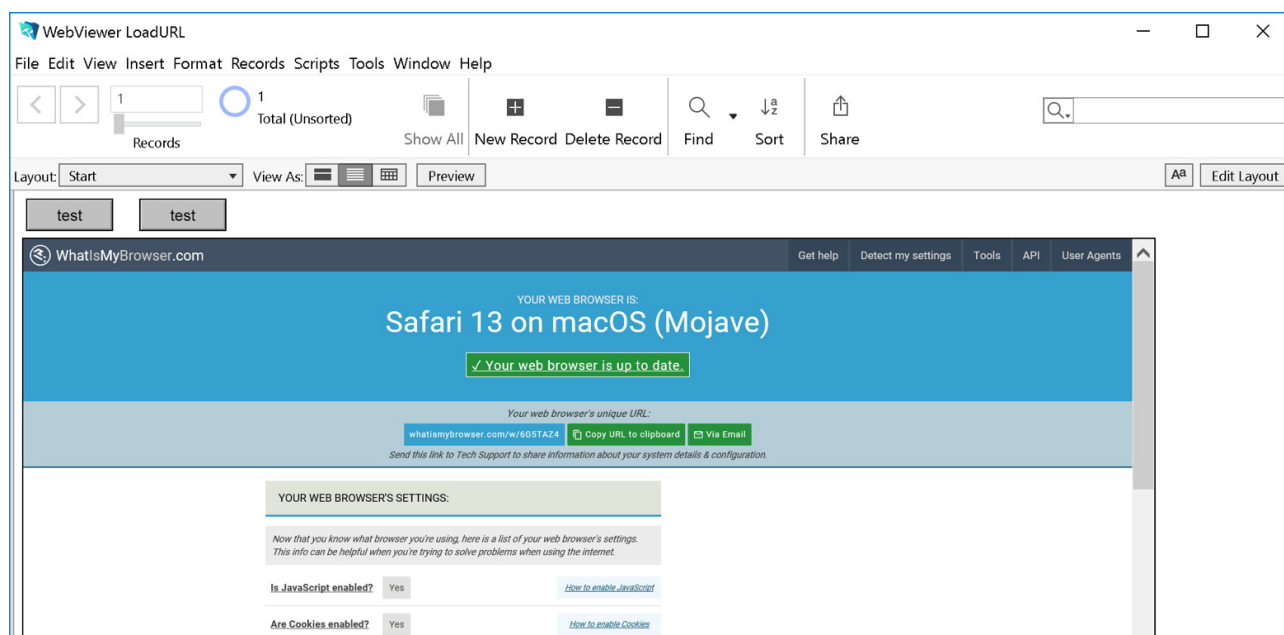 WebViewer LoadURL
File Edit View Insert Format Records Scripts Tools Window Help
1
1
Total (Unsorted)
Records
Show All New Record Delete Record Find Sort Share
Layout: Start View As: Preview Aa Edit Layout
test test
WhatIsMyBrowser.com Get help Detect my settings Tools API User Agents
YOUR WEB BROWSER IS:
Safari 13 on macOS (Mojave)
✓ Your web browser is up to date.
Your web browser's unique URL:
whatismybrowser.com/w/6G5TAZ4 Copy URL to clipboard Via Email
Send this link to Tech Support to share information about your system details & configuration.
YOUR WEB BROWSER'S SETTINGS:
Now that you know what browser you're using, here is a list of your web browser's settings.
This info can be helpful when you're trying to solve problems when using the internet.
Is JavaScript enabled? Yes How to enable JavaScript
Are Cookies enabled? Yes How to enable Cookies